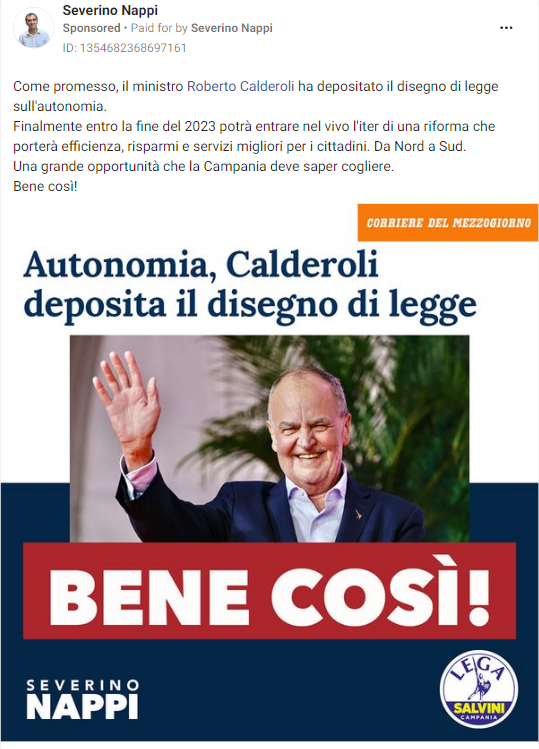 Severino Nappi
Sponsored • Paid for by Severino Nappi
ID: 1354682368697161
Come promesso, il ministro Roberto Calderoli ha depositato il disegno di legge
sull'autonomia.
Finalmente entro la fine del 2023 potrà entrare nel vivo l'iter di una riforma che
porterà efficienza, risparmi e servizi migliori per i cittadini. Da Nord a Sud.
Una grande opportunità che la Campania deve saper cogliere.
Bene così!
CORRIERE DEL MEZZOGIORNO
Autonomia, Calderoli
deposita il disegno di legge
BENE COSÌ!
SEVERINO
NAPPI
LEGA
SALVINI
CAMPANIA